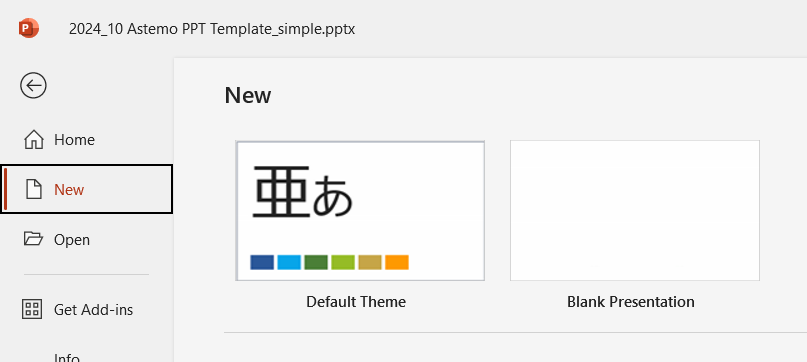 2024_10 Astemo PPT Template_simple.pptx
New
Home
New
Open
Get Add-ins
Info
亜あ
Default Theme
Blank Presentation